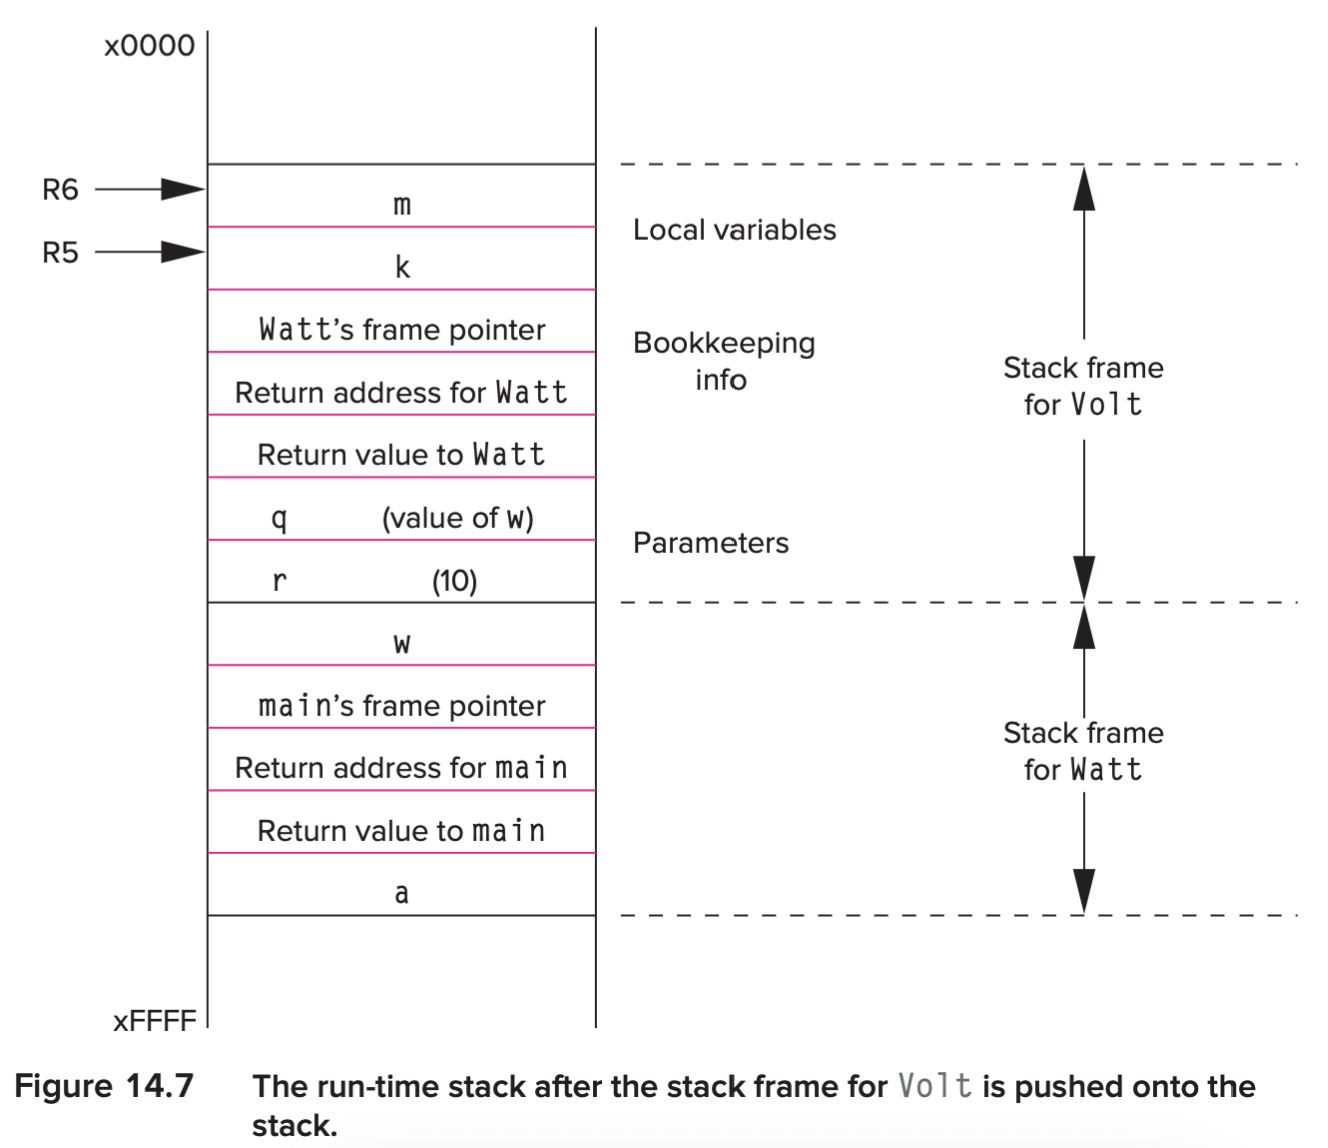 x0000
R6
m
Local variables
R5
k
Watt's frame pointer
Bookkeeping
info
Stack frame
for Volt
Return address for Watt
Return value to Watt
q (value of w)
Parameters
r (10)
w
main's frame pointer
Stack frame
for Watt
Return address for main
Return value to main
a
xFFFF
Figure 14.7 The run-time stack after the stack frame for Volt is pushed onto the
stack.